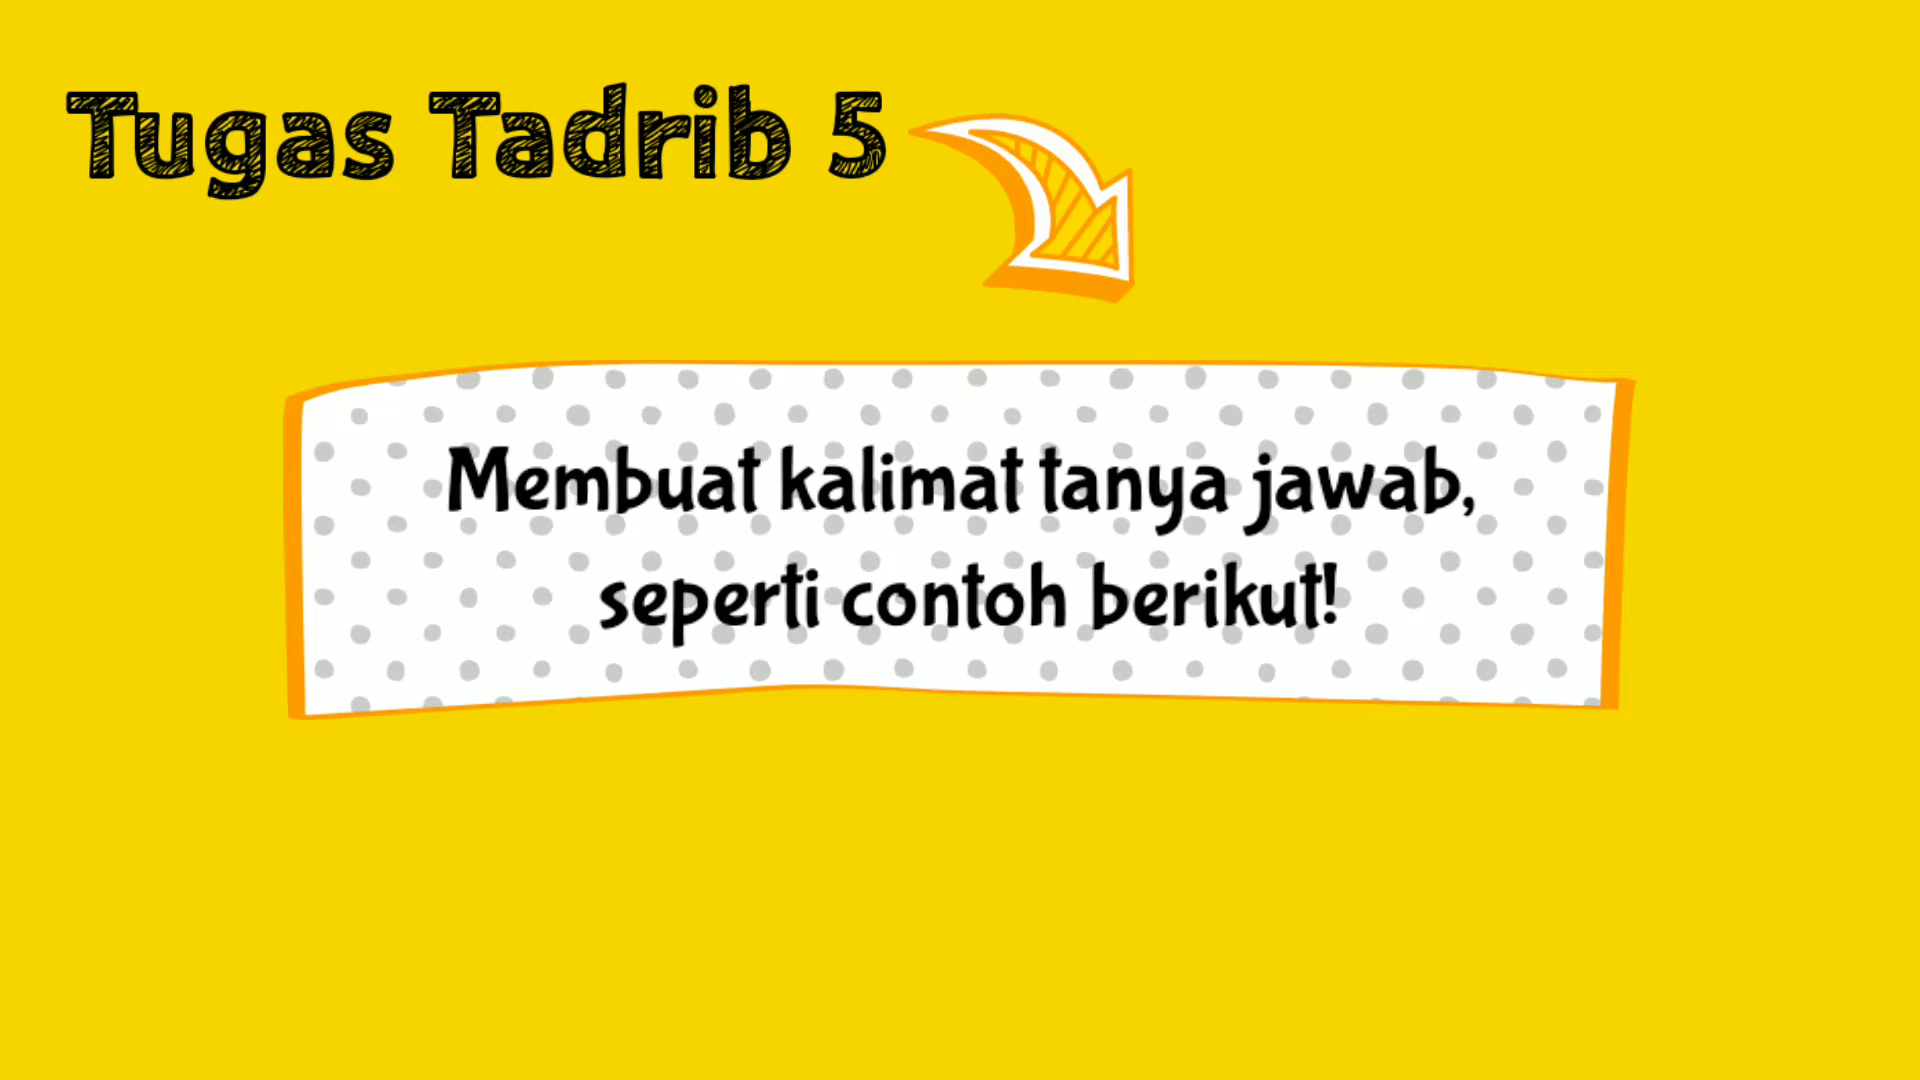 Tugas Tadrib 5
Membuat kalimat tanya jawab,
seperti contoh berikut!